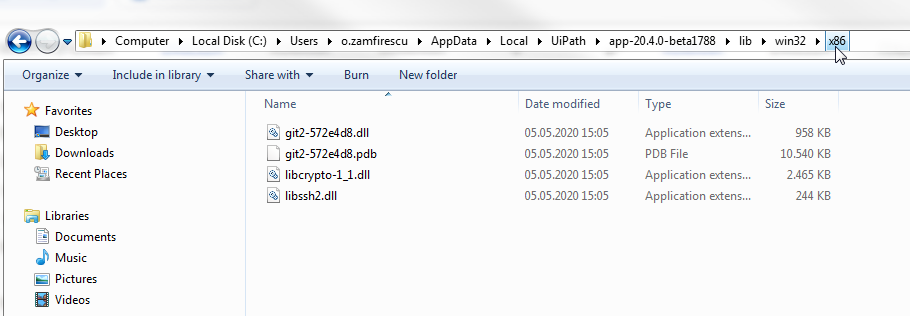 Computer Local Disk (C:) Users o.zamfirescu AppData Local UiPath app-20.4.0-beta1788 lib win32 x86
Organize Include in library Share with Burn New folder
Favorites
Desktop
Downloads
Recent Places
Libraries
Documents
Music
Pictures
Videos
Name Date modified Type Size
git2-572e4d8.dll 05.05.2020 15:05 Application extens... 958 KB
git2-572e4d8.pdb 05.05.2020 15:05 PDB File 10.540 KB
libcrypto-1_1.dll 05.05.2020 15:05 Application extens... 2.465 KB
libssh2.dll 05.05.2020 15:05 Application extens... 244 KB